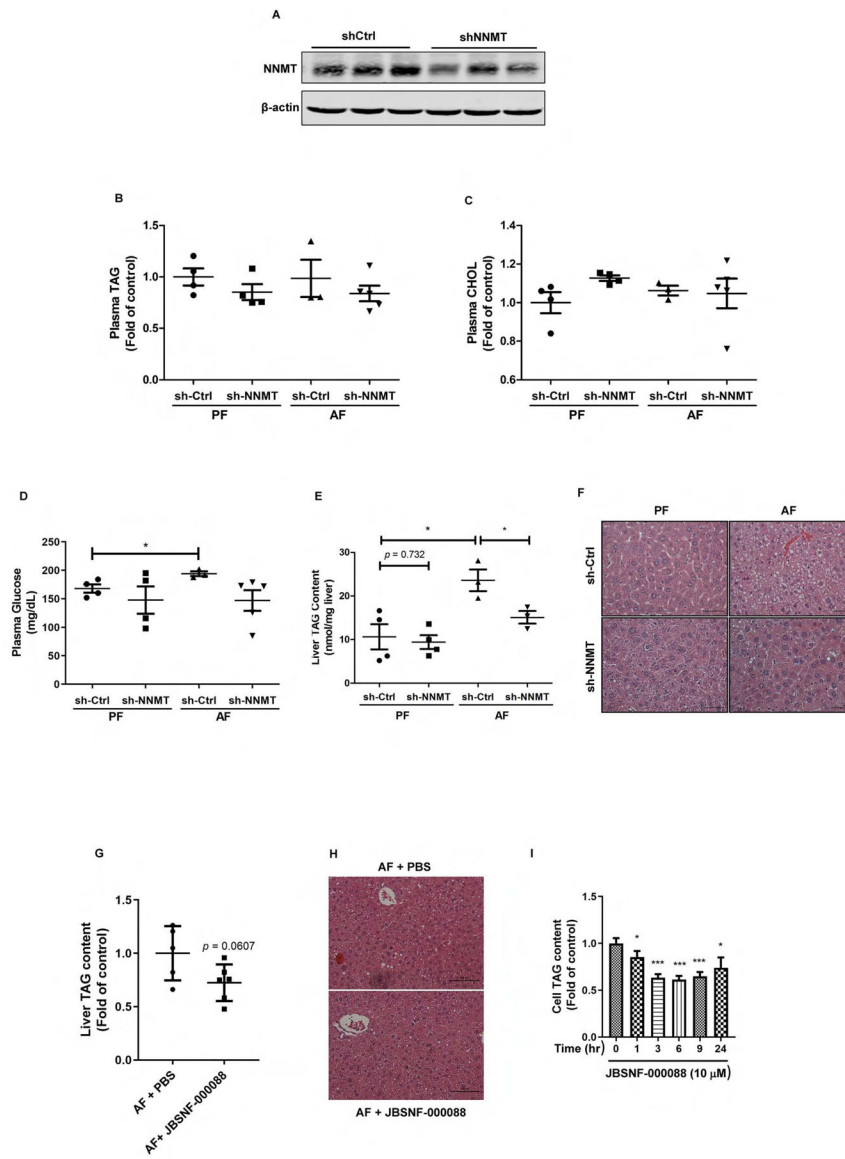 A
shCtrl shNNMT
NNMT
β-actin
B
Plasma TAG
(Fold of control)
1.5
1.0
0.5
0.0
sh-Ctrl sh-NNMT sh-Ctrl sh-NNMT
PF AF
C
Plasma CHOL
(Fold of control)
1.4
1.2
1.0
0.8
0.6
sh-Ctrl sh-NNMT sh-Ctrl sh-NNMT
PF AF
D
Plasma Glucose
(mg/dL)
250
200
150
100
50
0
*
sh-Ctrl sh-NNMT sh-Ctrl sh-NNMT
PF AF
E
Liver TAG Content
(nmol/mg liver)
30
20
10
0
* *
p = 0.732
sh-Ctrl sh-NNMT sh-Ctrl sh-NNMT
PF AF
F
PF AF
sh-Ctrl
sh-NNMT
G
Liver TAG content
(Fold of control)
1.5
1.0
0.5
0.0
p = 0.0607
AF + PBS
AF+ JBSNF-000088
H
AF + PBS
AF + JBSNF-000088
I
Cell TAG content
(Fold of control)
1.5
1.0
0.5
0.0
* *** *** *** *
Time (hr) 0 1 3 6 9 24
JBSNF-000088 (10 µM)